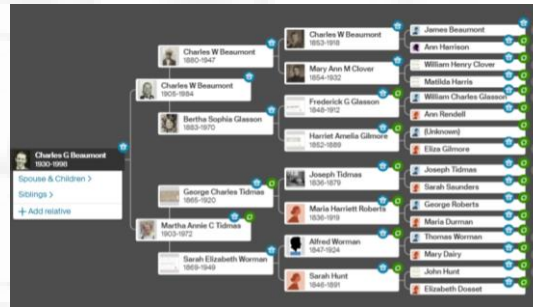 Charles G Beaumont
1930-1998
Spouse & Children >
Siblings >
+ Add relative
Charles W Beaumont
1905-1984
Martha Annie C Tidmas
1903-1972
Charles W Beaumont
1880-1947
Bertha Sophia Glasson
1883-1970
George Charles Tidmas
1865-1920
Sarah Elizabeth Worman
1869-1949
Charles W Beaumont
1853-1918
Mary Ann M Clover
1854-1932
Frederick G Glasson
1848-1912
Harriet Amelia Gilmore
1852-1889
Joseph Tidmas
1836-1879
Maria Harriett Roberts
1836-1919
Alfred Worman
1847-1924
Sarah Hunt
1846-1891
James Beaumont
Ann Harrison
William Henry Clover
Matilda Harris
William Charles Glasson
Ann Rendell
(Unknown)
Eliza Gilmore
Joseph Tidmas
Sarah Saunders
George Roberts
Maria Durman
Thomas Worman
Mary Dairy
John Hunt
Elizabeth Dosset